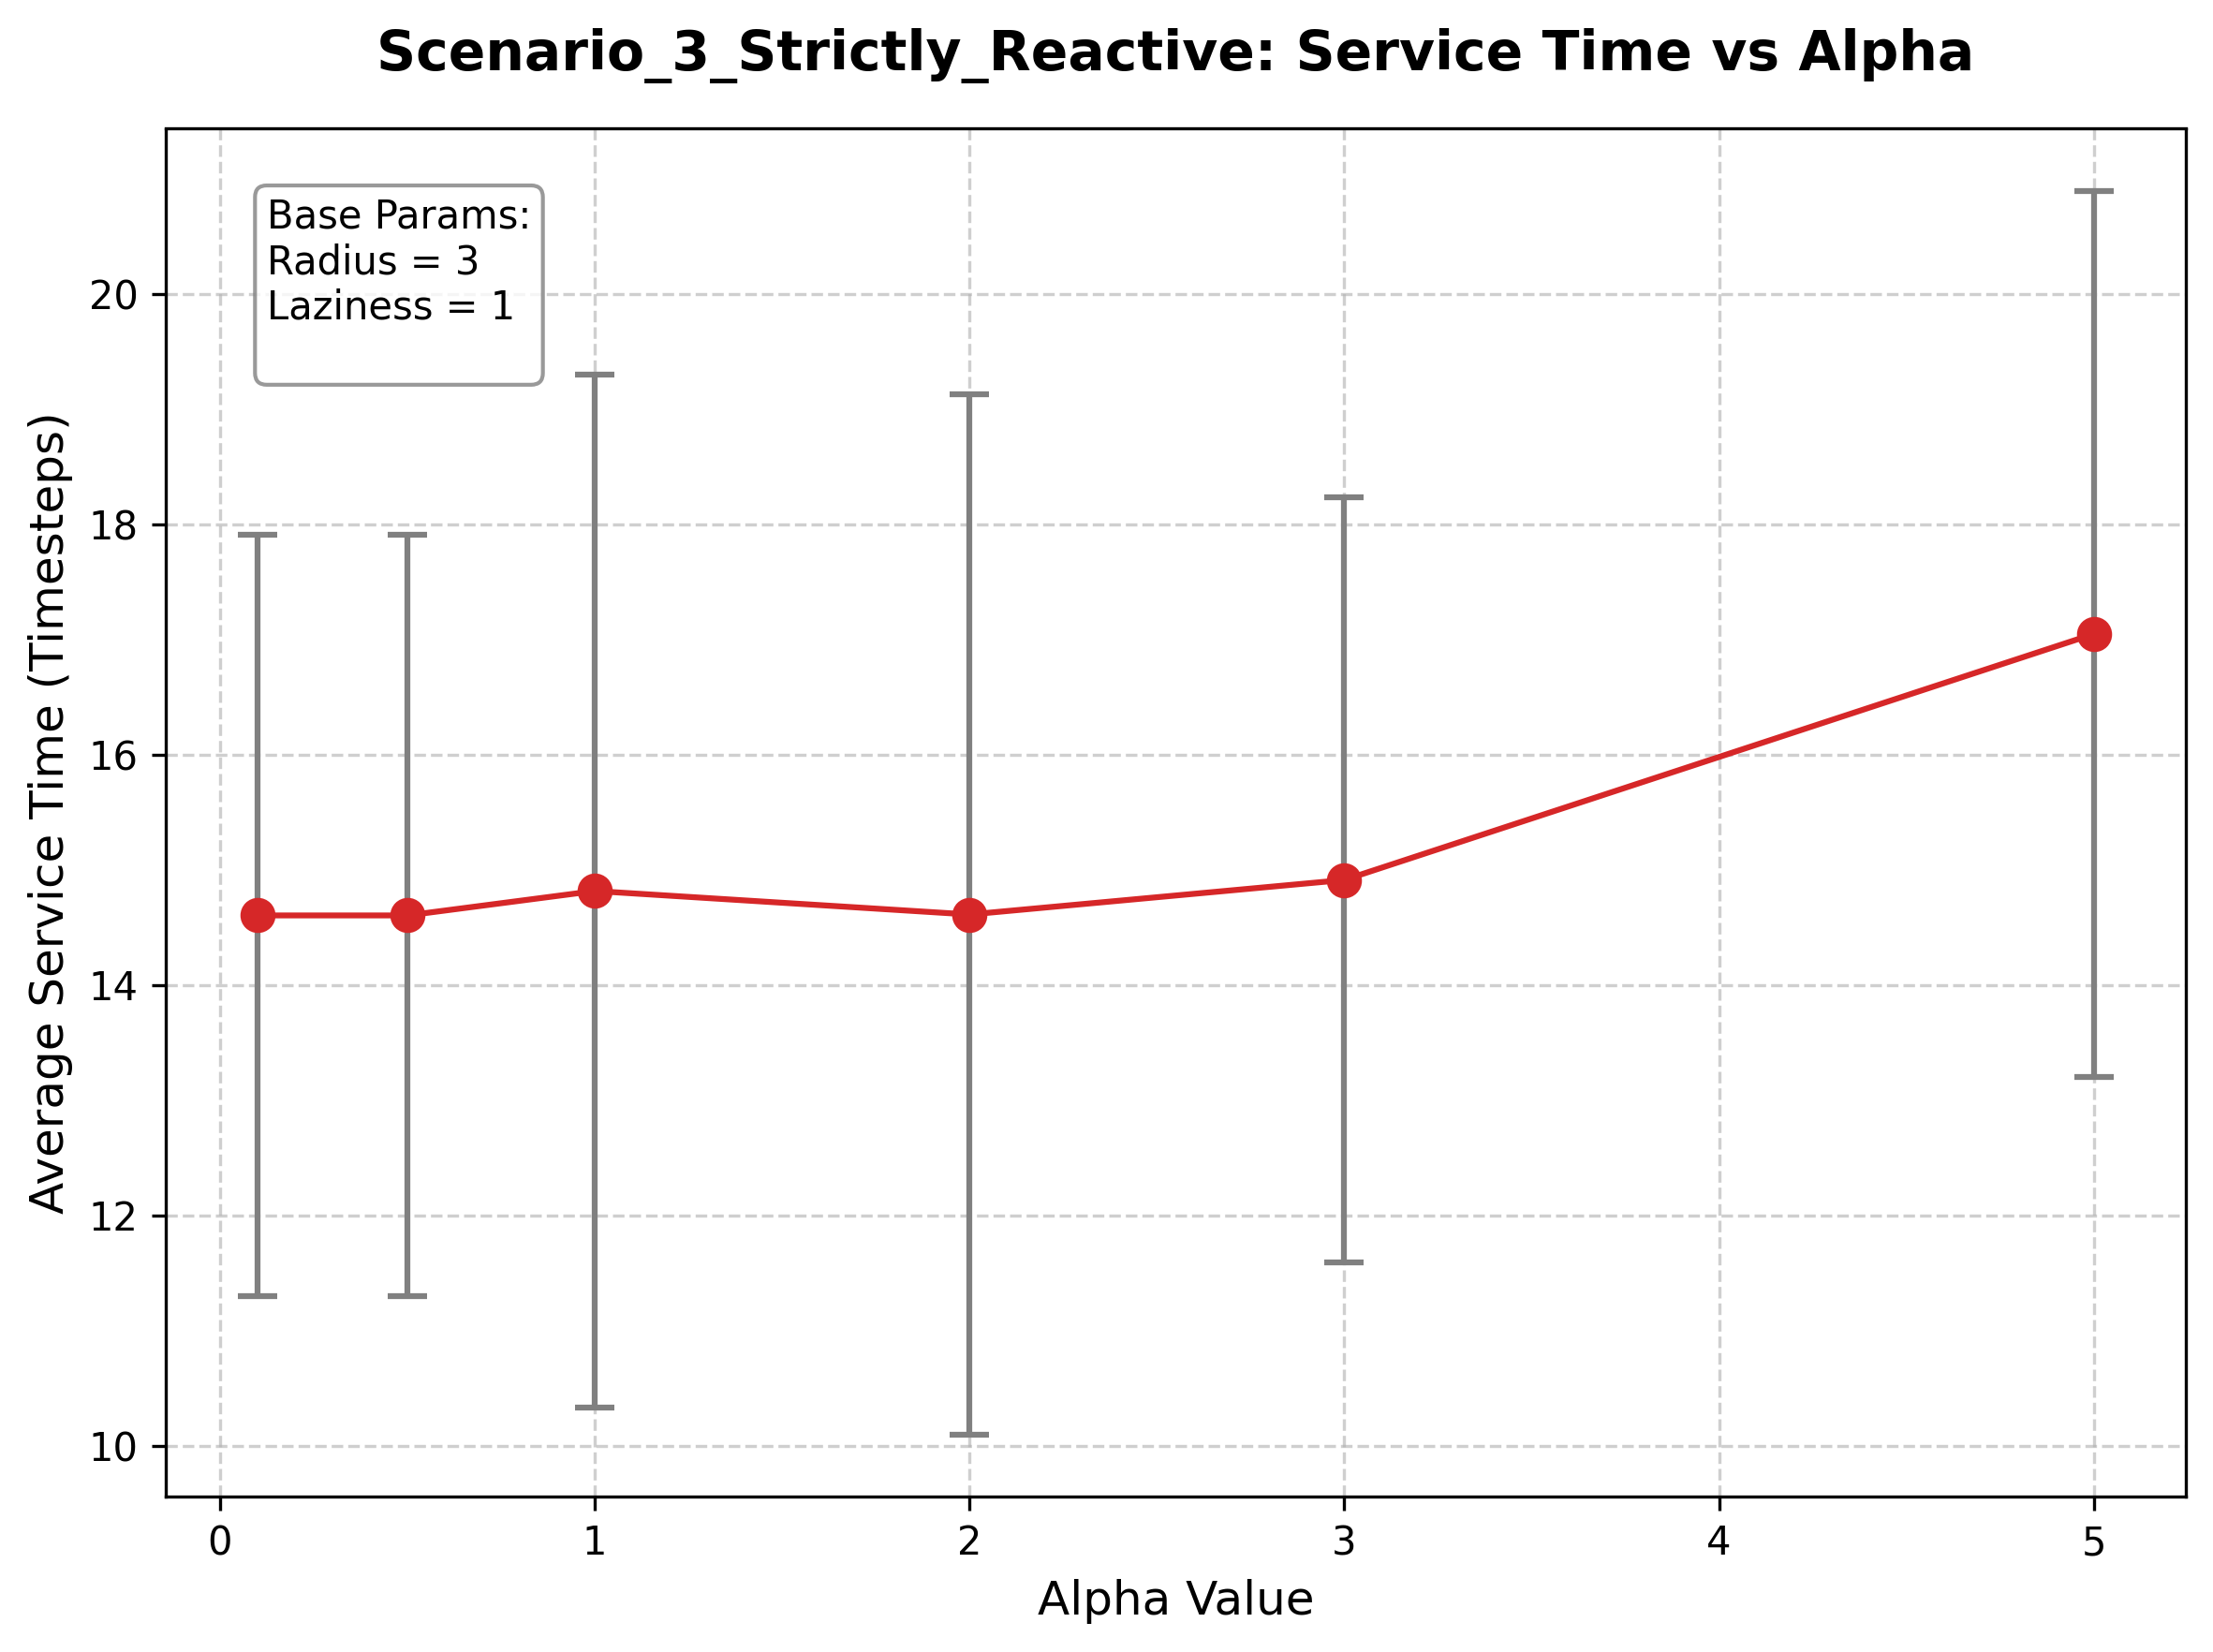 Scenario_3_Strictly_Reactive: Service Time vs Alpha
Base Params:
Radius = 3
Laziness = 1
Average Service Time (Timesteps)
20
18
16
14
12
10
0 1 2 3 4 5
Alpha Value